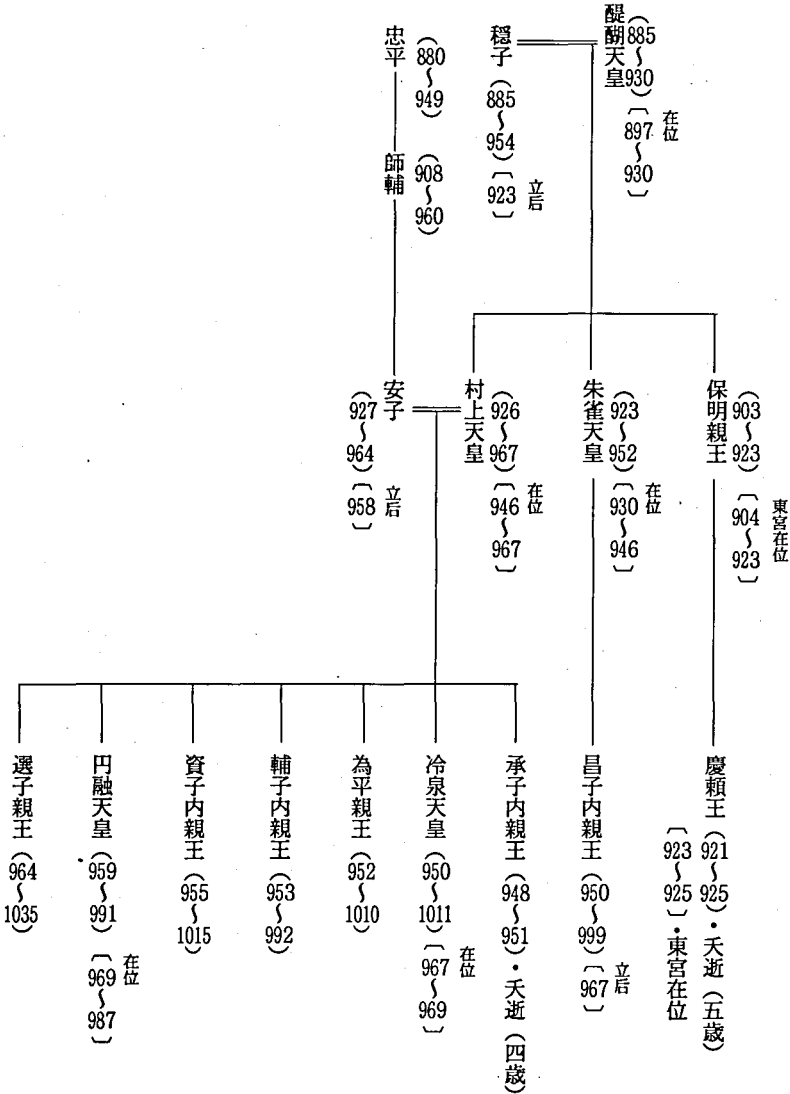 醍醐天皇（885〜930）〔897〜930〕在位
穏子（885〜954）〔923〕立后
忠平（880〜949）
師輔（908〜960）
保明親王（903〜923）〔904〜923〕東宮在位
朱雀天皇（923〜952）〔930〜946〕在位
村上天皇（926〜967）〔946〜967〕在位
安子（927〜964）〔958〕立后
慶頼王（921〜925）・夭逝（五歳）
〔923〜925〕・東宮在位
昌子内親王（950〜999）〔967〕立后
承子内親王（948〜951）・夭逝（四歳）
冷泉天皇（950〜1011）〔967〜969〕在位
為平親王（952〜1010）
輔子内親王（953〜992）
資子内親王（955〜1015）
円融天皇（959〜991）〔969〜987〕在位
選子親王（964〜1035）